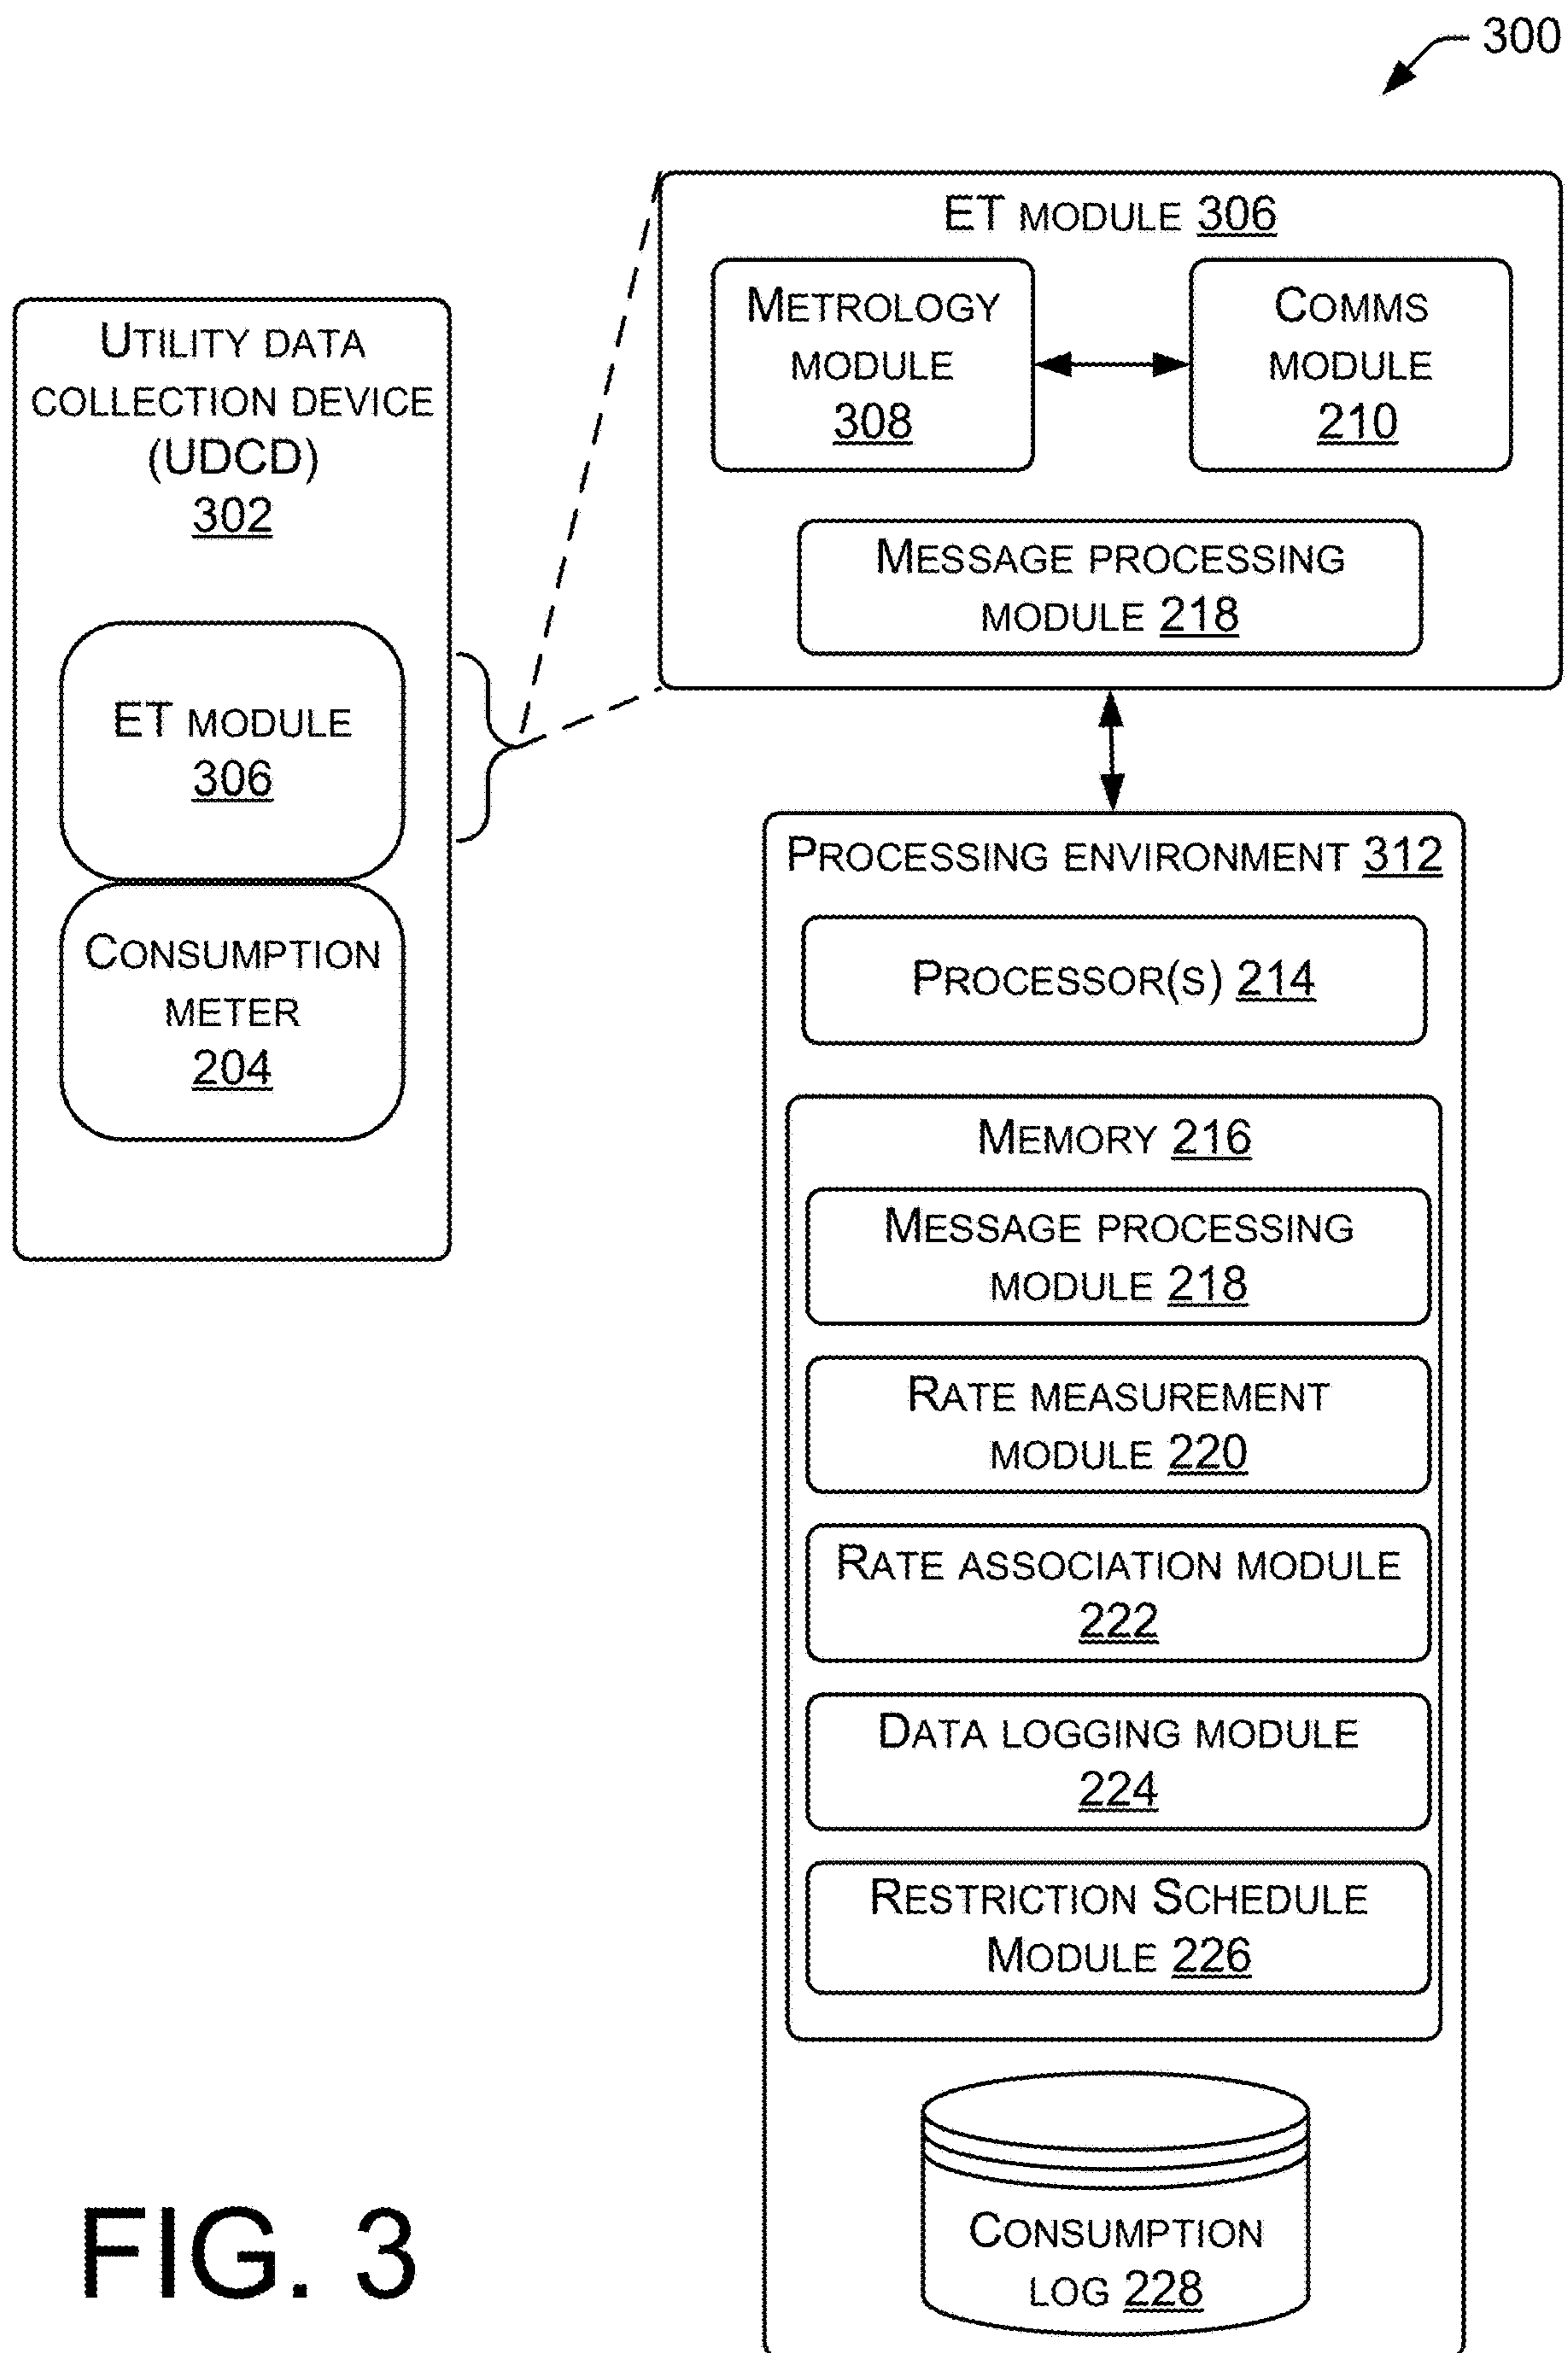 300
UTILITY DATA
COLLECTION DEVICE
(UDCD)
302
ET MODULE
306
CONSUMPTION
METER
204
ET MODULE 306
METROLOGY
MODULE
308
COMMS
MODULE
210
MESSAGE PROCESSING
MODULE 218
PROCESSING ENVIRONMENT 312
PROCESSOR(S) 214
MEMORY 216
MESSAGE PROCESSING
MODULE 218
RATE MEASUREMENT
MODULE 220
RATE ASSOCIATION MODULE
222
DATA LOGGING MODULE
224
RESTRICTION SCHEDULE
MODULE 226
CONSUMPTION
LOG 228
FIG. 3